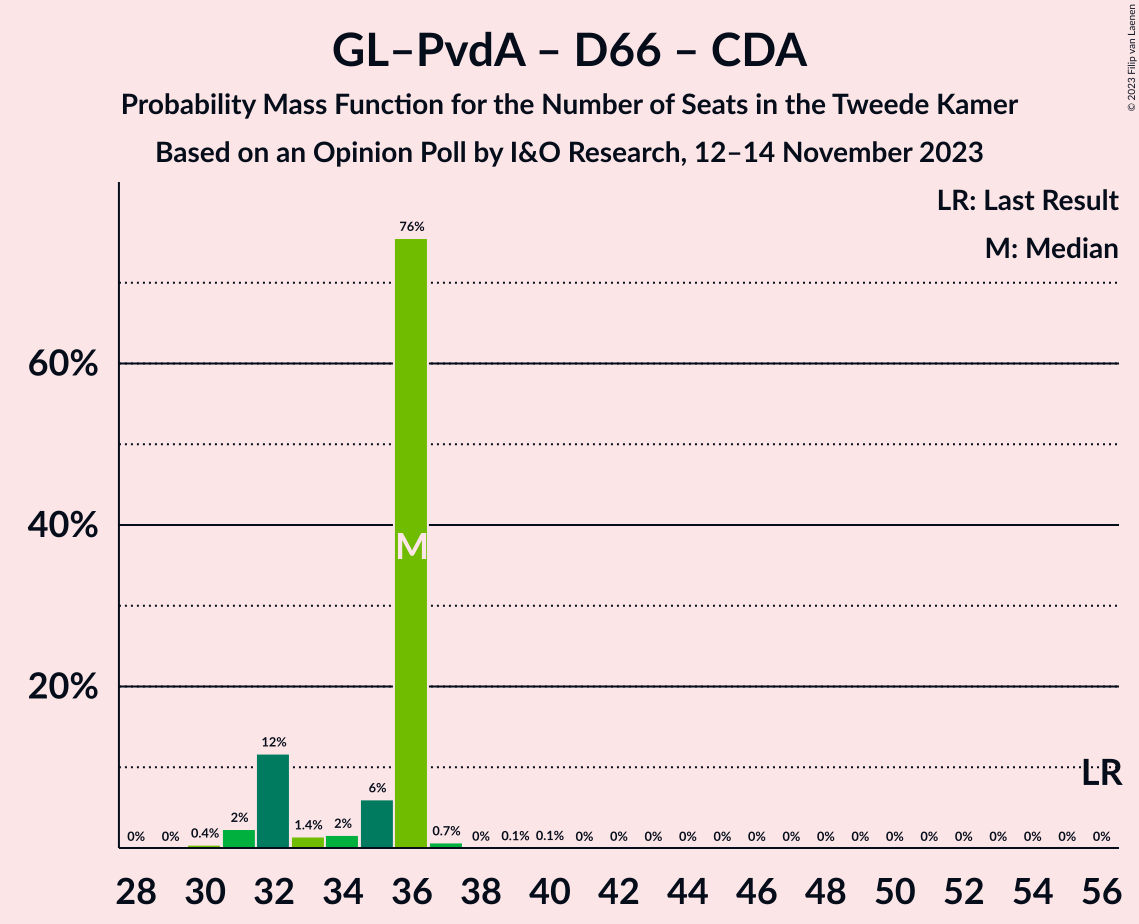 GL–PvdA – D66 – CDA
Probability Mass Function for the Number of Seats in the Tweede Kamer
Based on an Opinion Poll by I&O Research, 12–14 November 2023
© 2023 Filip van Laenen
LR: Last Result
M: Median
76%
60%
40%
M
20%
12%
LR
6%
0% 0% 0.4% 2% 1.4% 2% 0.7% 0% 0.1% 0.1% 0% 0% 0% 0% 0% 0% 0% 0% 0% 0% 0% 0% 0% 0% 0% 0%
28 30 32 34 36 38 40 42 44 46 48 50 52 54 56